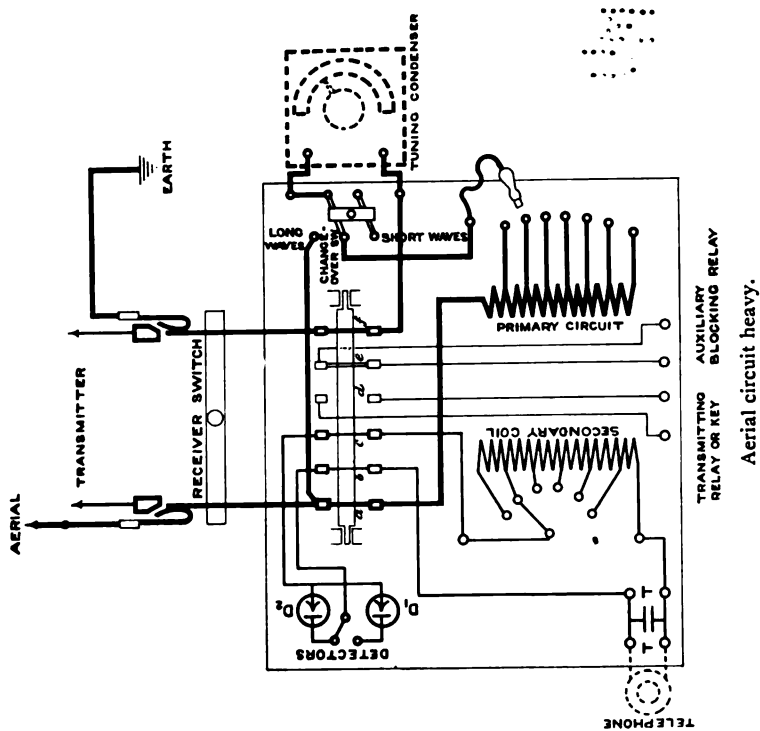 AERIAL
TRANSMITTER
EARTH
RECEIVER SWITCH
TUNING CONDENSER
LONG
WAVES
CHANGE-
OVER SW.
SHORT WAVES
a
b
c
d
e
f
D2
D1
DETECTORS
PRIMARY CIRCUIT
SECONDARY COIL
T
T
TELEPHONE
TRANSMITTING
RELAY OR KEY
AUXILIARY
BLOCKING RELAY
Aerial circuit heavy.